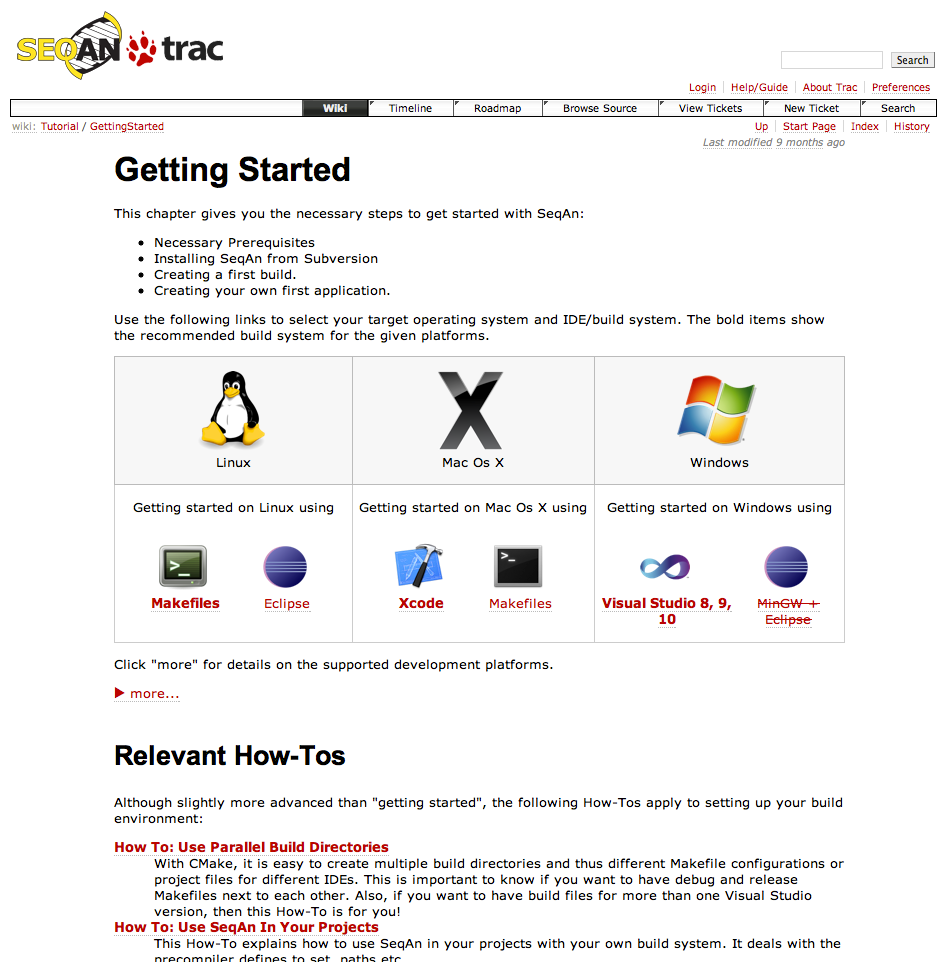 SEQAN trac
Search
Login Help/Guide About Trac Preferences
Wiki Timeline Roadmap Browse Source View Tickets New Ticket Search
wiki: Tutorial / GettingStarted
Up Start Page Index History
Last modified 9 months ago
Getting Started
This chapter gives you the necessary steps to get started with SeqAn:
• Necessary Prerequisites
• Installing SeqAn from Subversion
• Creating a first build.
• Creating your own first application.
Use the following links to select your target operating system and IDE/build system. The bold items show
the recommended build system for the given platforms.
Linux
Mac Os X
Windows
Getting started on Linux using
Makefiles
Eclipse
Getting started on Mac Os X using
Xcode
Makefiles
Getting started on Windows using
Visual Studio 8, 9,
10
MinGW +
Eclipse
Click "more" for details on the supported development platforms.
more...
Relevant How-Tos
Although slightly more advanced than "getting started", the following How-Tos apply to setting up your build
environment:
How To: Use Parallel Build Directories
With CMake, it is easy to create multiple build directories and thus different Makefile configurations or
project files for different IDEs. This is important to know if you want to have debug and release
Makefiles next to each other. Also, if you want to have build files for more than one Visual Studio
version, then this How-To is for you!
How To: Use SeqAn In Your Projects
This How-To explains how to use SeqAn in your projects with your own build system. It deals with the
precompiler defines to set, paths etc.